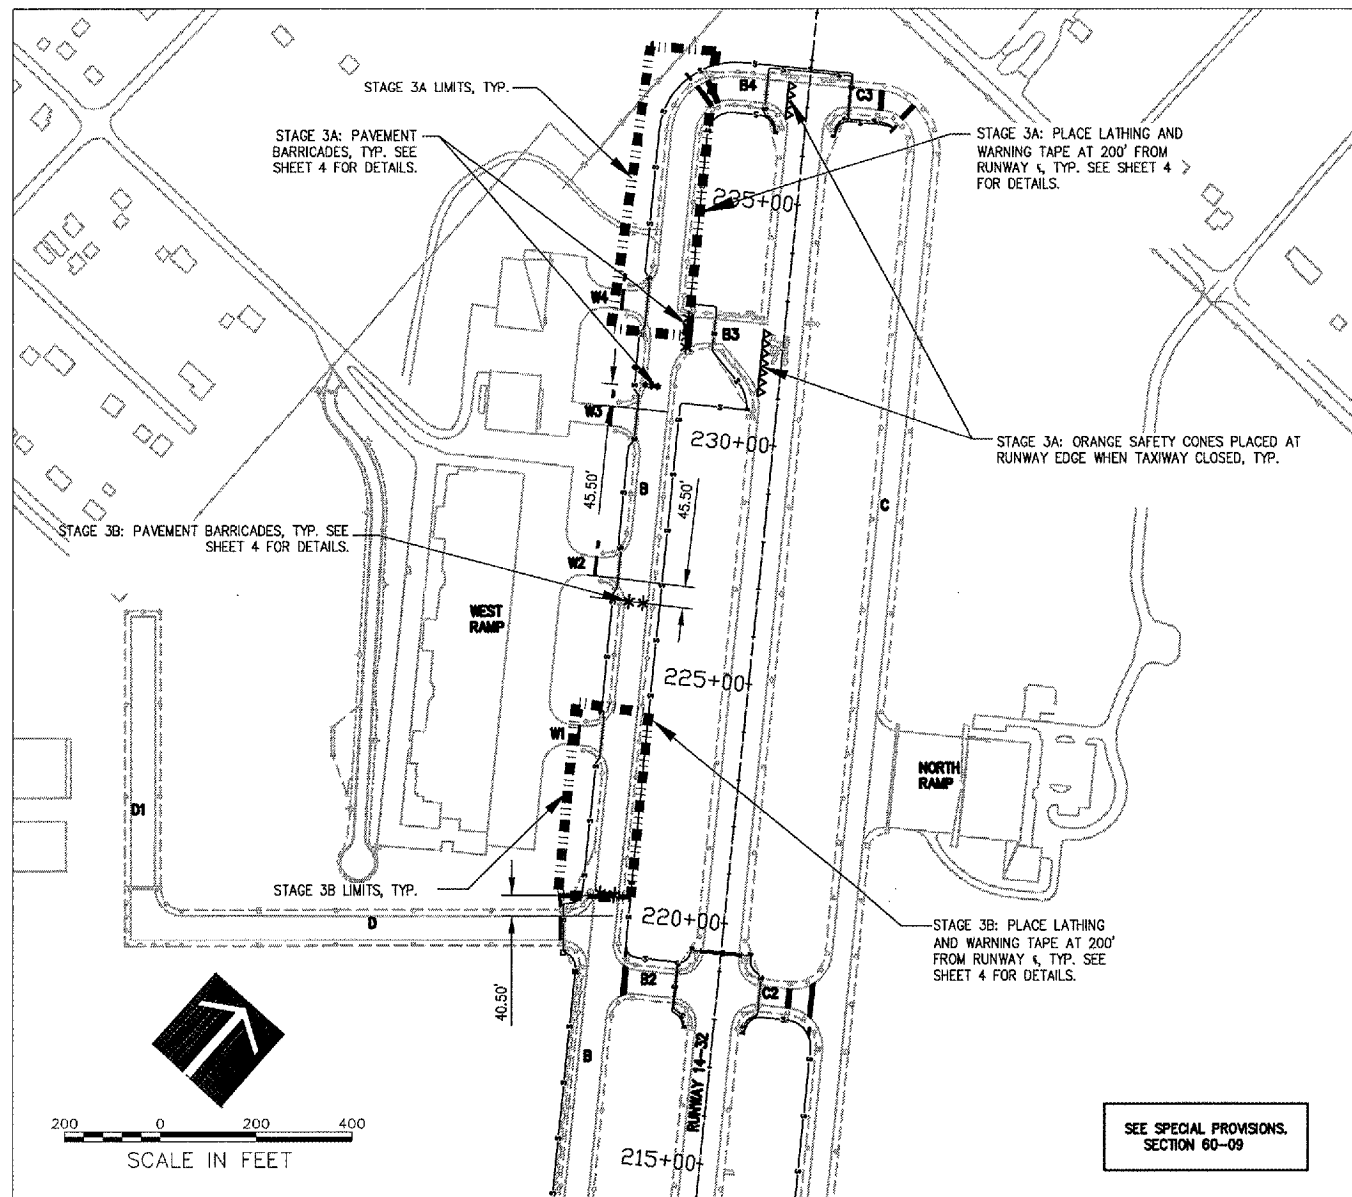 STAGE 3A LIMITS, TYP.
STAGE 3A: PAVEMENT
BARRICADES, TYP. SEE
SHEET 4 FOR DETAILS.
B4
C3
STAGE 3A: PLACE LATHING AND
WARNING TAPE AT 200' FROM
RUNWAY ℄, TYP. SEE SHEET 4
FOR DETAILS.
235+00
W4
B3
W3
230+00
STAGE 3A: ORANGE SAFETY CONES PLACED AT
RUNWAY EDGE WHEN TAXIWAY CLOSED, TYP.
45.50'
B
45.50'
C
STAGE 3B: PAVEMENT BARRICADES, TYP. SEE
SHEET 4 FOR DETAILS.
W2
WEST
RAMP
225+00
W1
NORTH
RAMP
D1
STAGE 3B LIMITS, TYP.
220+00
D
STAGE 3B: PLACE LATHING
AND WARNING TAPE AT 200'
FROM RUNWAY ℄, TYP. SEE
SHEET 4 FOR DETAILS.
40.50'
B2
C2
B
RUNWAY 14-32
215+00
200 0 200 400
SCALE IN FEET
SEE SPECIAL PROVISIONS.
SECTION 60-09